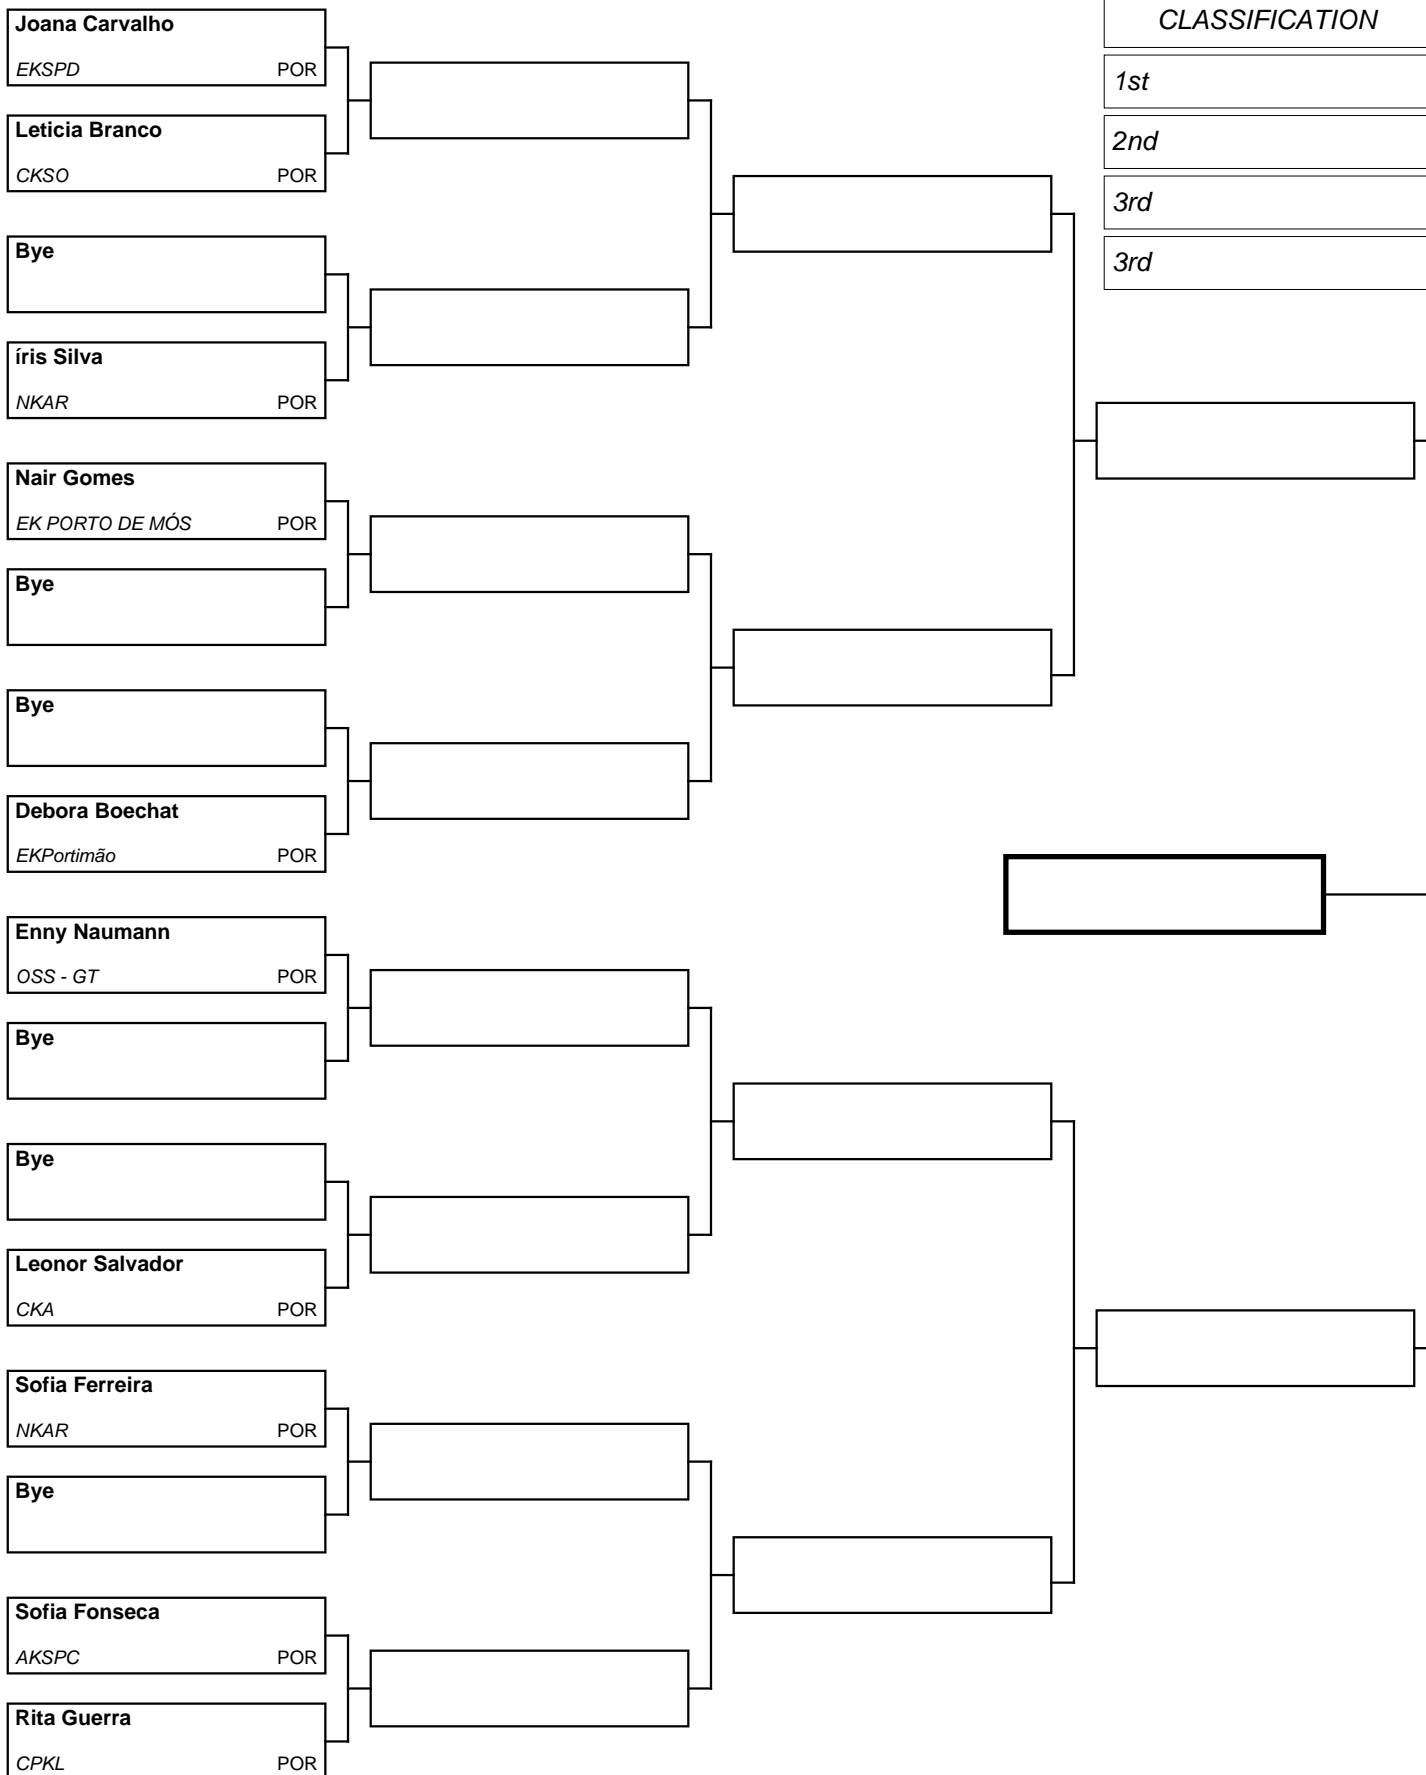 Joana Carvalho
EKSPD POR
Leticia Branco
CKSO POR
Bye
íris Silva
NKAR POR
Nair Gomes
EK PORTO DE MÓS POR
Bye
Bye
Debora Boechat
EKPortimão POR
Enny Naumann
OSS - GT POR
Bye
Bye
Leonor Salvador
CKA POR
Sofia Ferreira
NKAR POR
Bye
Sofia Fonseca
AKSPC POR
Rita Guerra
CPKL POR
CLASSIFICATION
1st
2nd
3rd
3rd